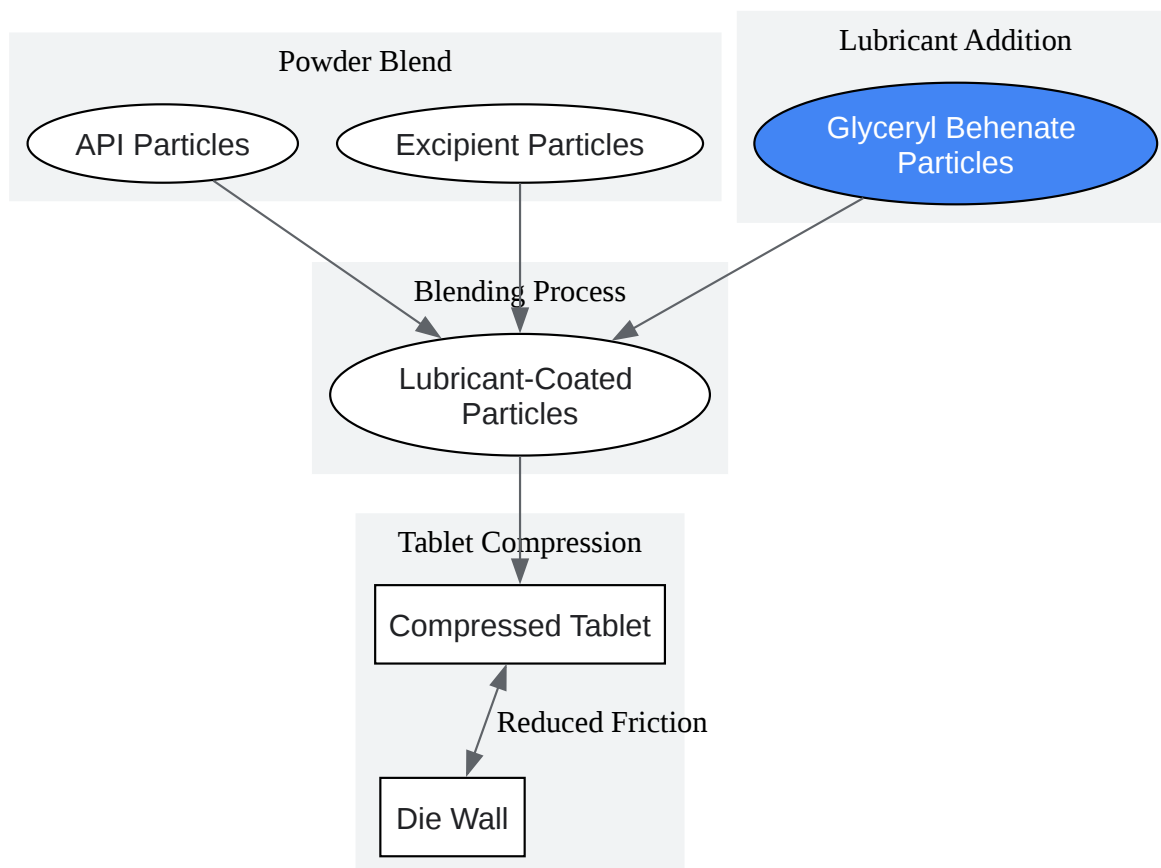 Powder Blend
Lubricant Addition
API Particles
Excipient Particles
Glyceryl Behenate
Particles
Blending Process
Lubricant-Coated
Particles
Tablet Compression
Compressed Tablet
Reduced Friction
Die Wall